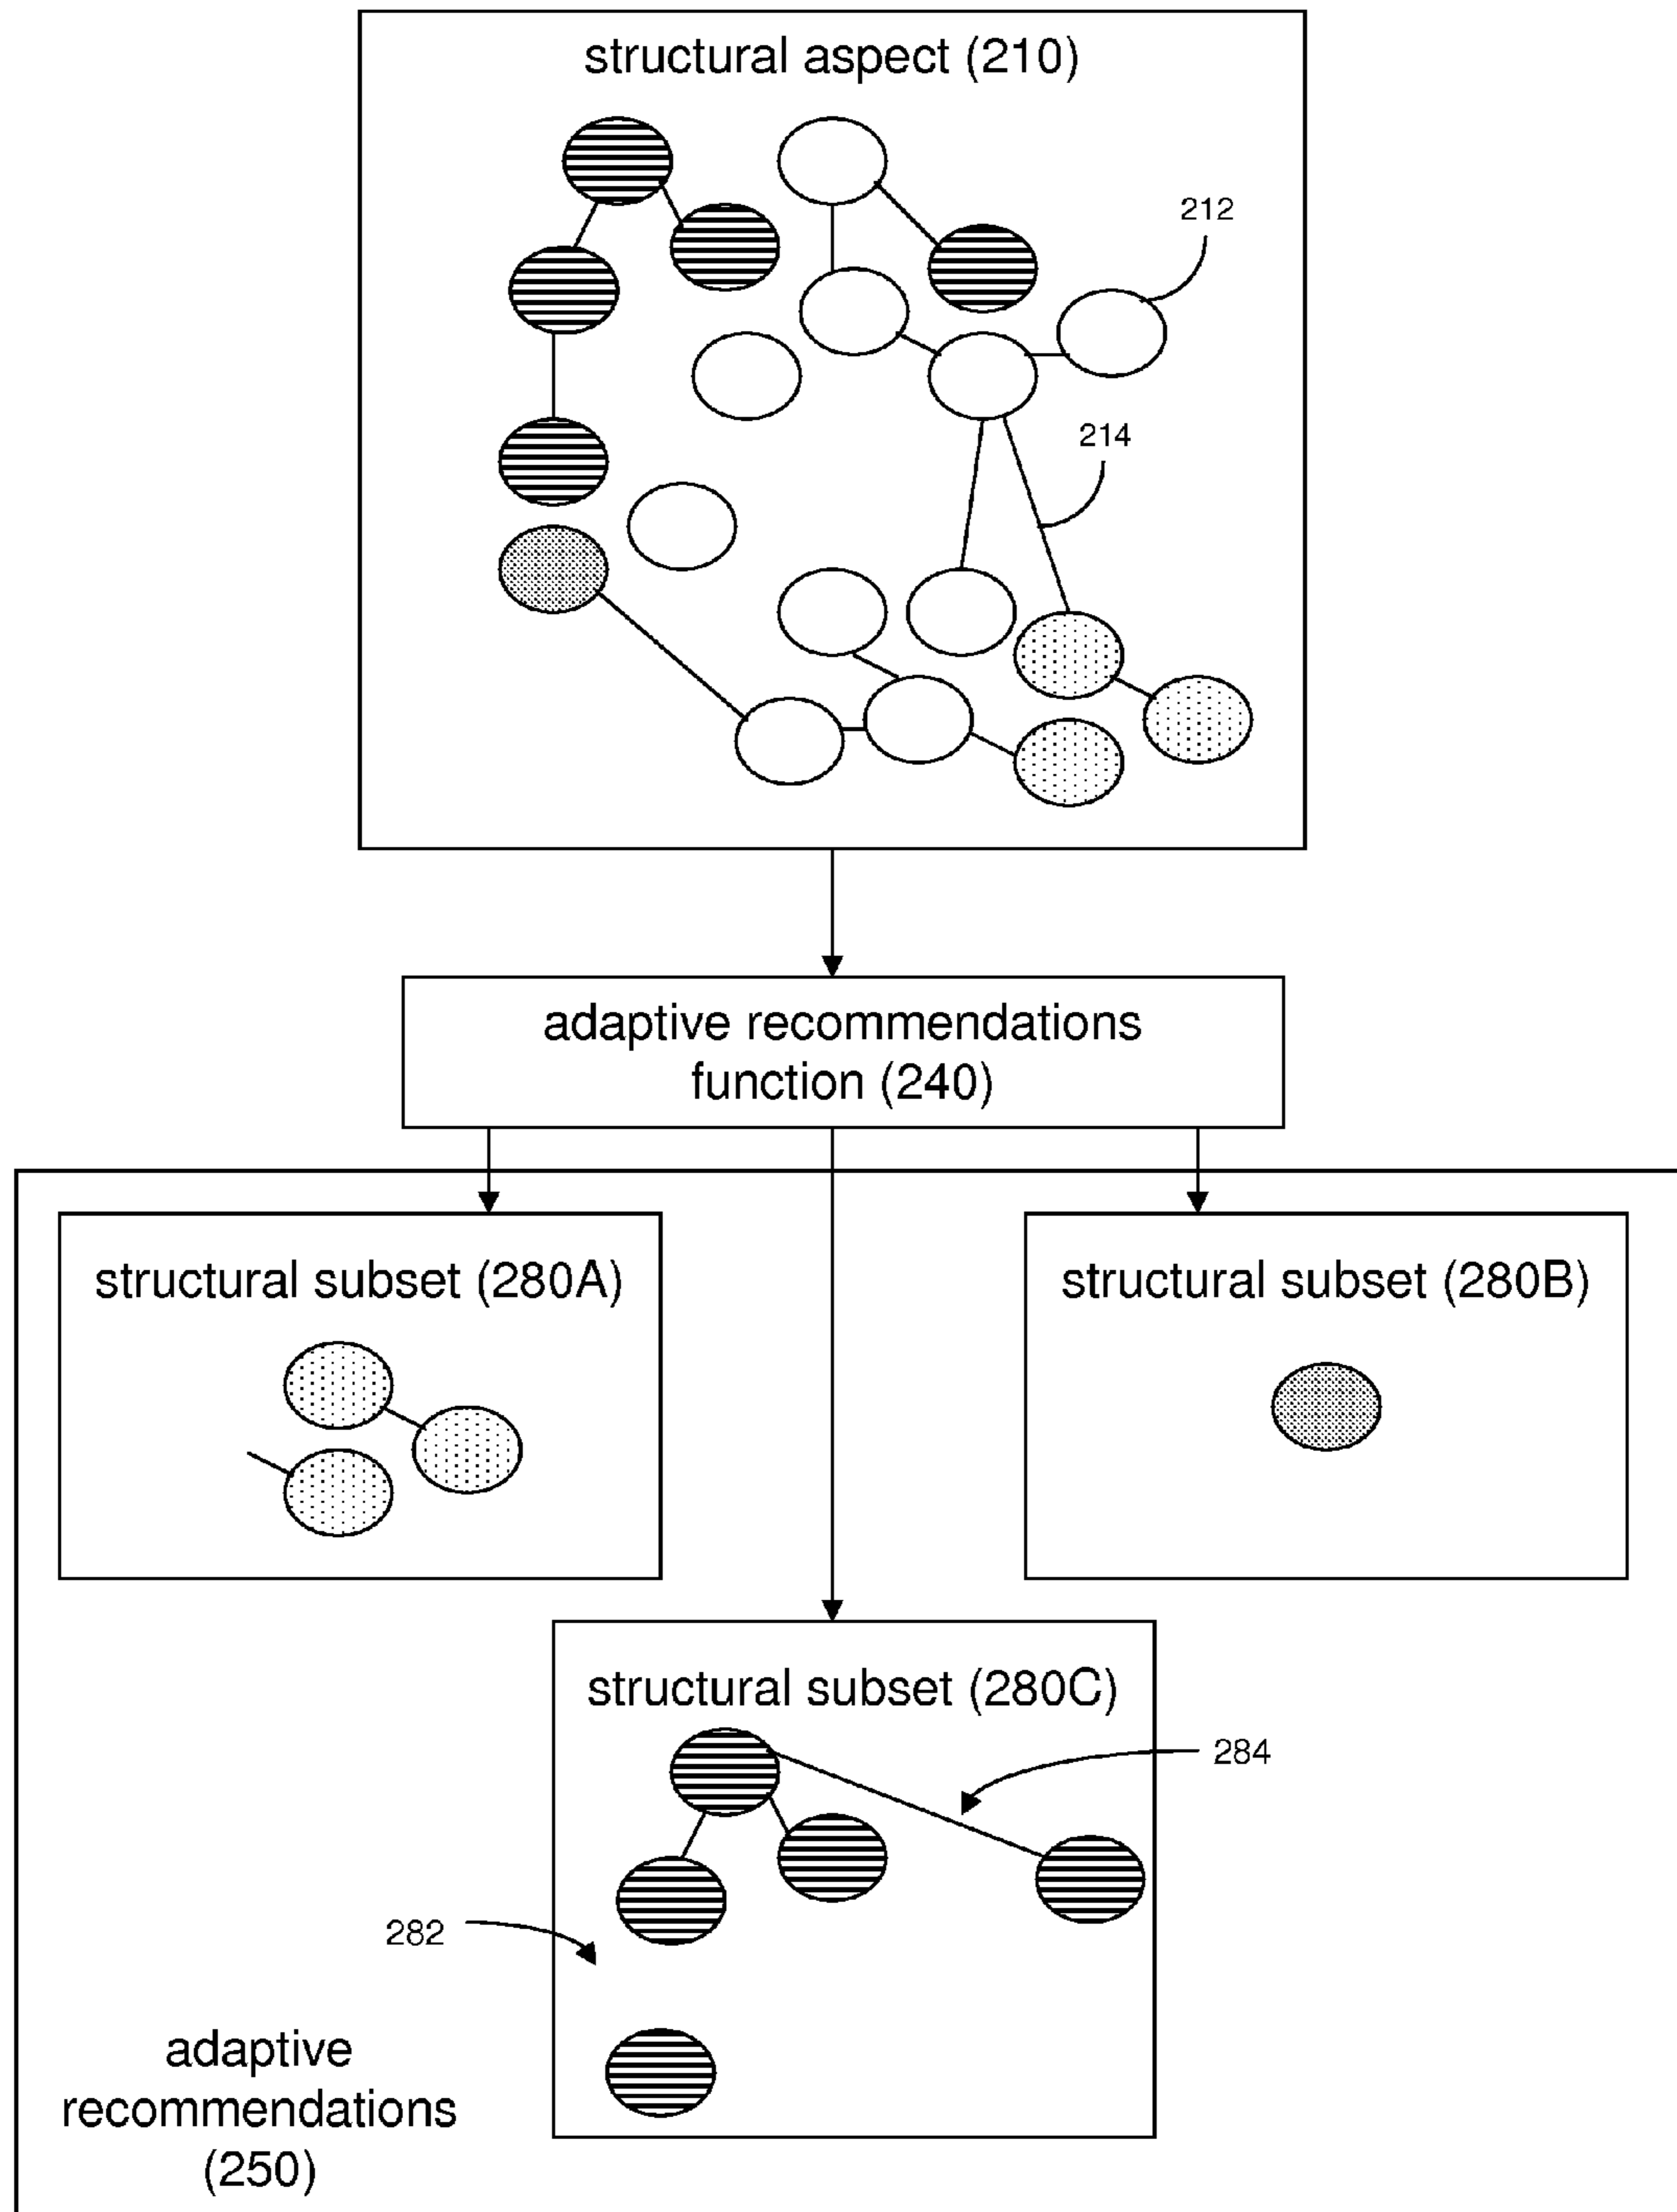 structural aspect (210)
212
214
adaptive recommendations
function (240)
structural subset (280A)
structural subset (280B)
structural subset (280C)
284
282
adaptive
recommendations
(250)